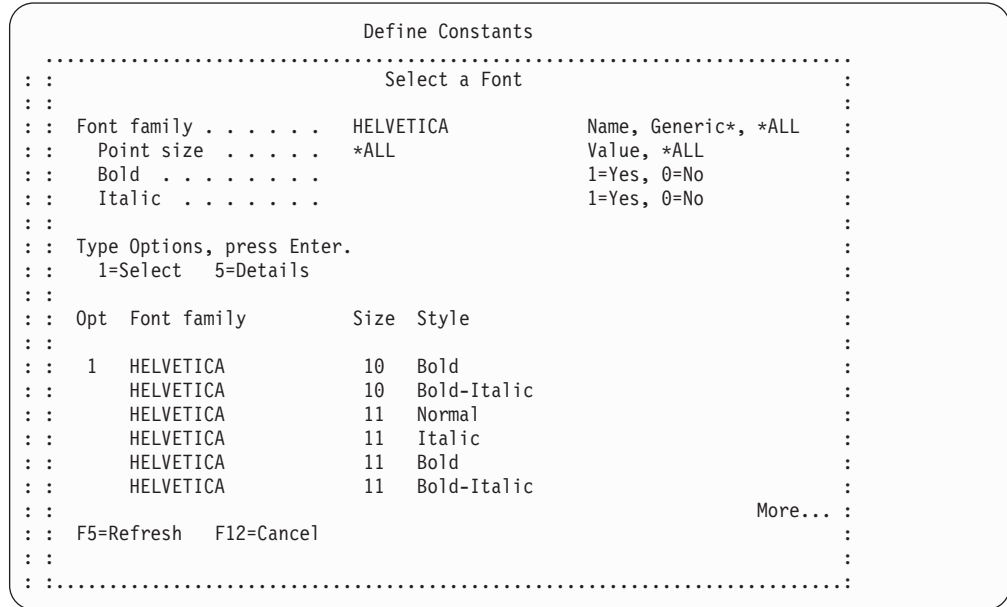 Define Constants
...........................................................................
: : Select a Font :
: : :
: : Font family . . . . . . HELVETICA Name, Generic*, *ALL :
: : Point size . . . . . *ALL Value, *ALL :
: : Bold . . . . . . . . 1=Yes, 0=No :
: : Italic . . . . . . . 1=Yes, 0=No :
: : :
: : Type Options, press Enter. :
: : 1=Select 5=Details :
: : :
: : Opt Font family Size Style :
: : :
: : 1 HELVETICA 10 Bold :
: : HELVETICA 10 Bold-Italic :
: : HELVETICA 11 Normal :
: : HELVETICA 11 Italic :
: : HELVETICA 11 Bold :
: : HELVETICA 11 Bold-Italic :
: : More... :
: : F5=Refresh F12=Cancel :
: : :
: :.........................................................................: